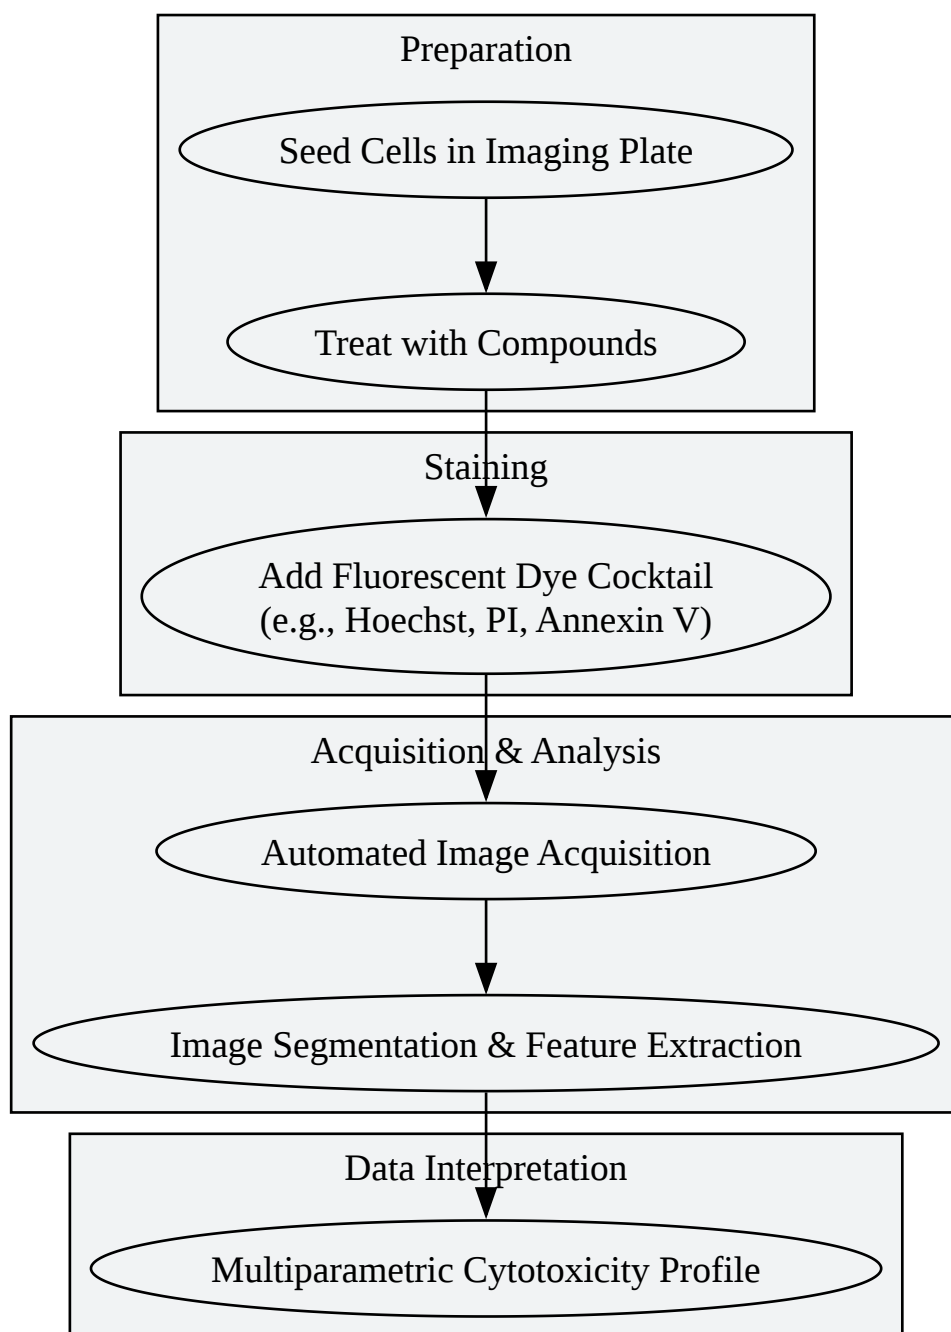 Preparation
Seed Cells in Imaging Plate
Treat with Compounds
Staining
Add Fluorescent Dye Cocktail
(e.g., Hoechst, PI, Annexin V)
Acquisition & Analysis
Automated Image Acquisition
Image Segmentation & Feature Extraction
Data Interpretation
Multiparametric Cytotoxicity Profile